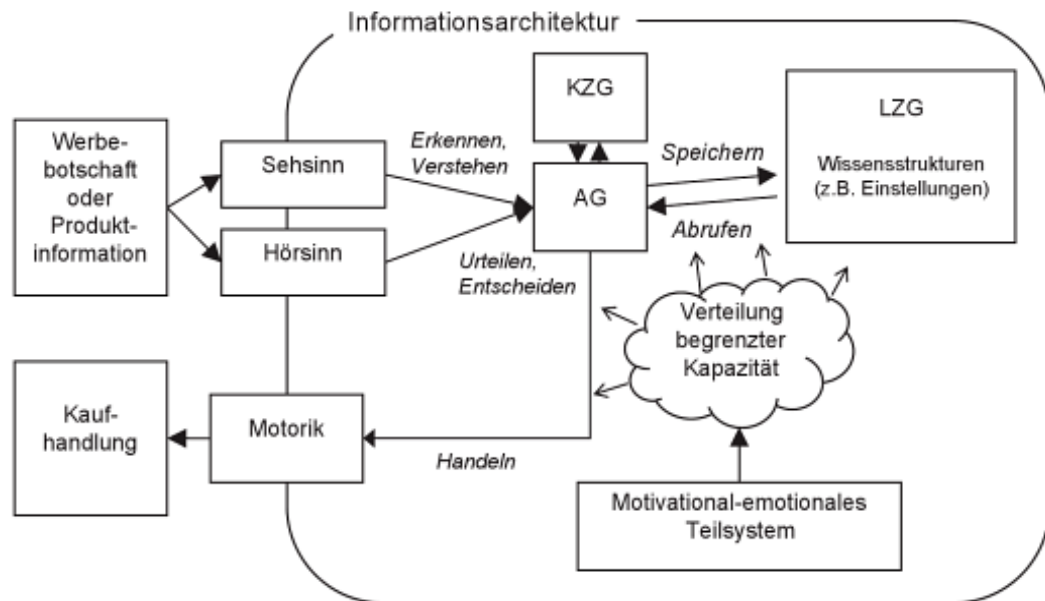 Informationsarchitektur
Werbe-
botschaft
oder
Produkt-
information
Sehsinn
Hörsinn
Erkennen,
Verstehen
KZG
AG
Speichern
Abrufen
LZG
Wissensstrukturen
(z.B. Einstellungen)
Urteilen,
Entscheiden
Verteilung
begrenzter
Kapazität
Kauf-
handlung
Motorik
Handeln
Motivational-emotionales
Teilsystem